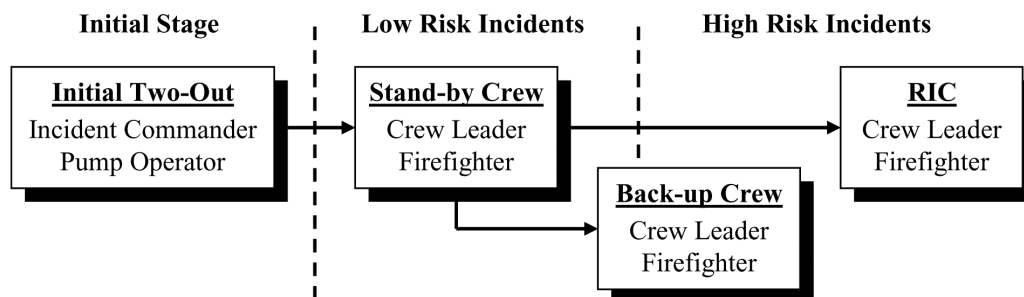 Initial Stage
Low Risk Incidents
High Risk Incidents
Initial Two-Out
Incident Commander
Pump Operator
Stand-by Crew
Crew Leader
Firefighter
RIC
Crew Leader
Firefighter
Back-up Crew
Crew Leader
Firefighter